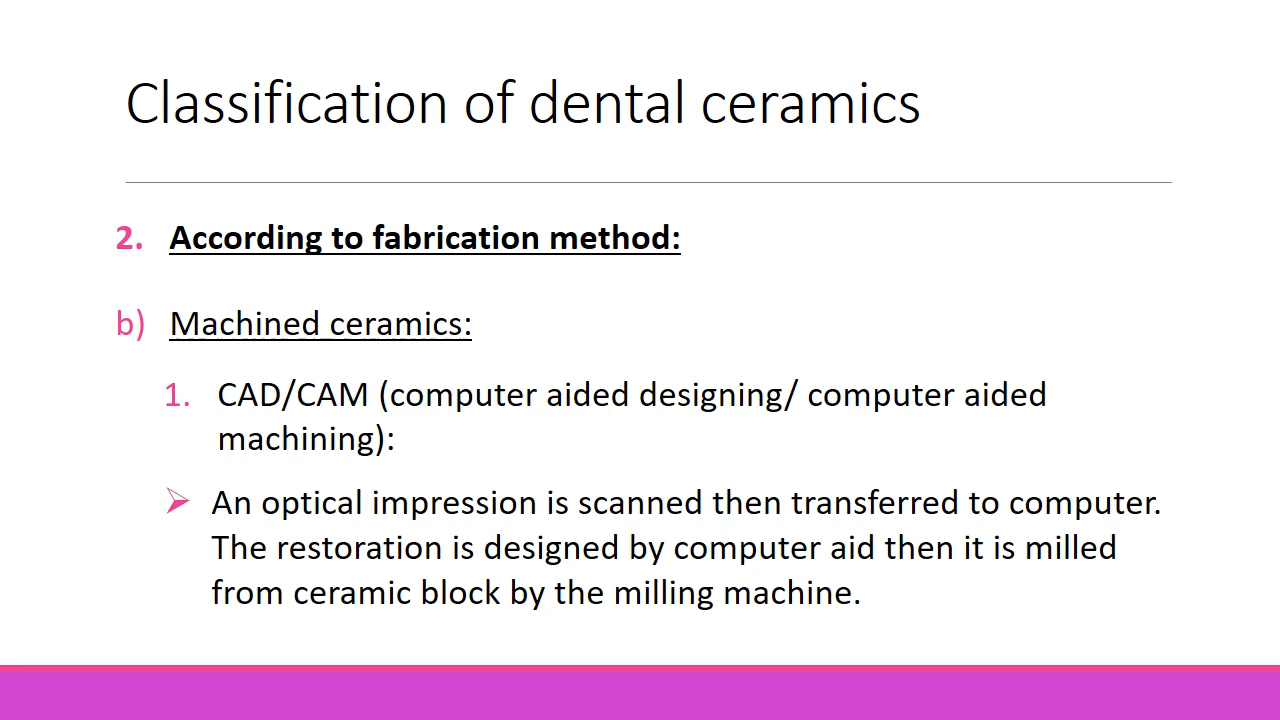 Classification of dental ceramics
2. According to fabrication method:
b) Machined ceramics:
1. CAD/CAM (computer aided designing/ computer aided
machining):
An optical impression is scanned then transferred to computer.
The restoration is designed by computer aid then it is milled
from ceramic block by the milling machine.